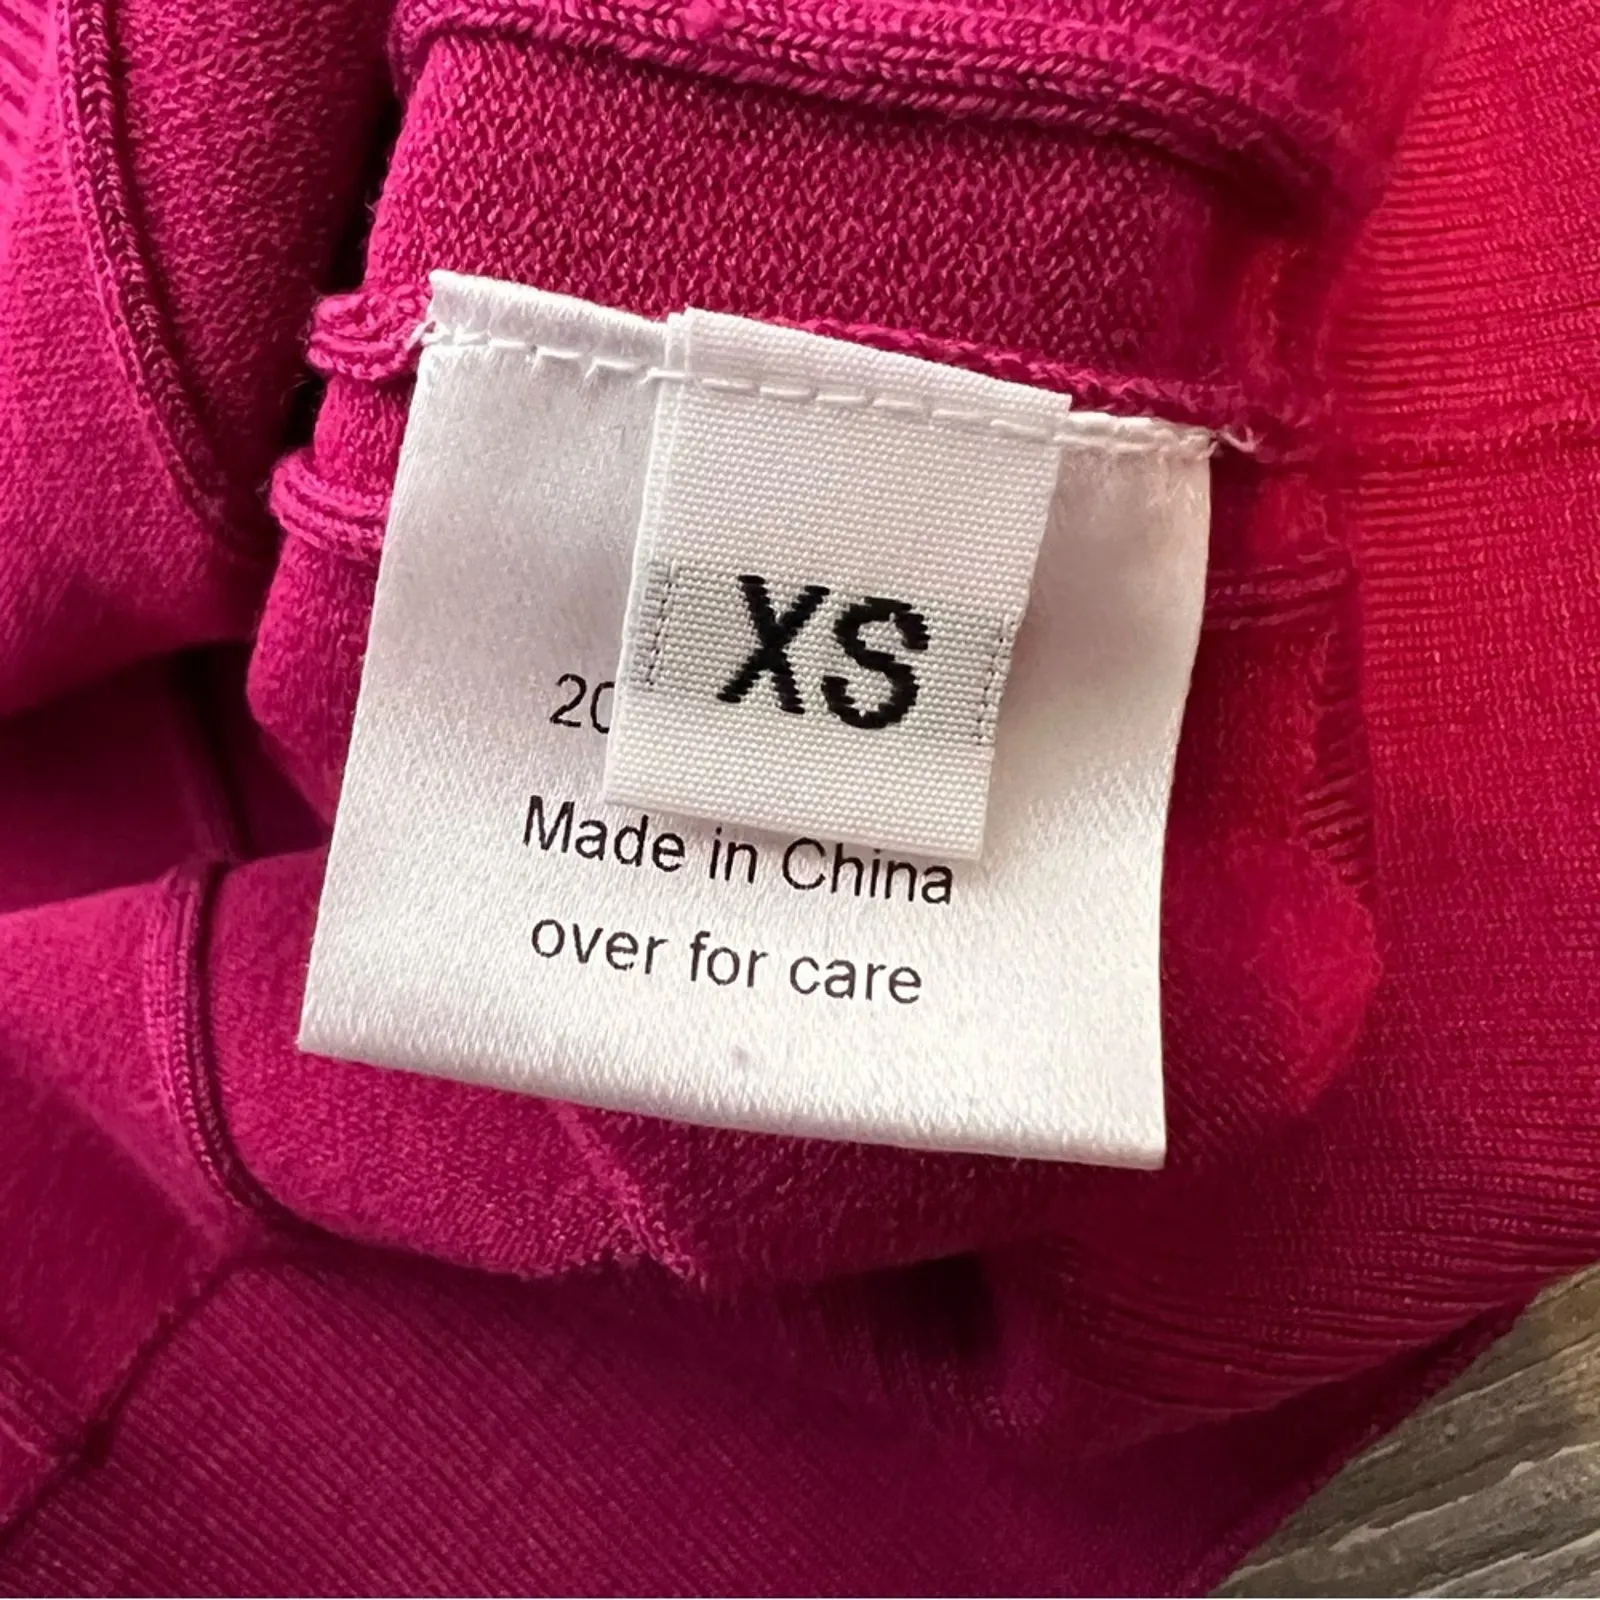 XS
20
Made in China
over for care